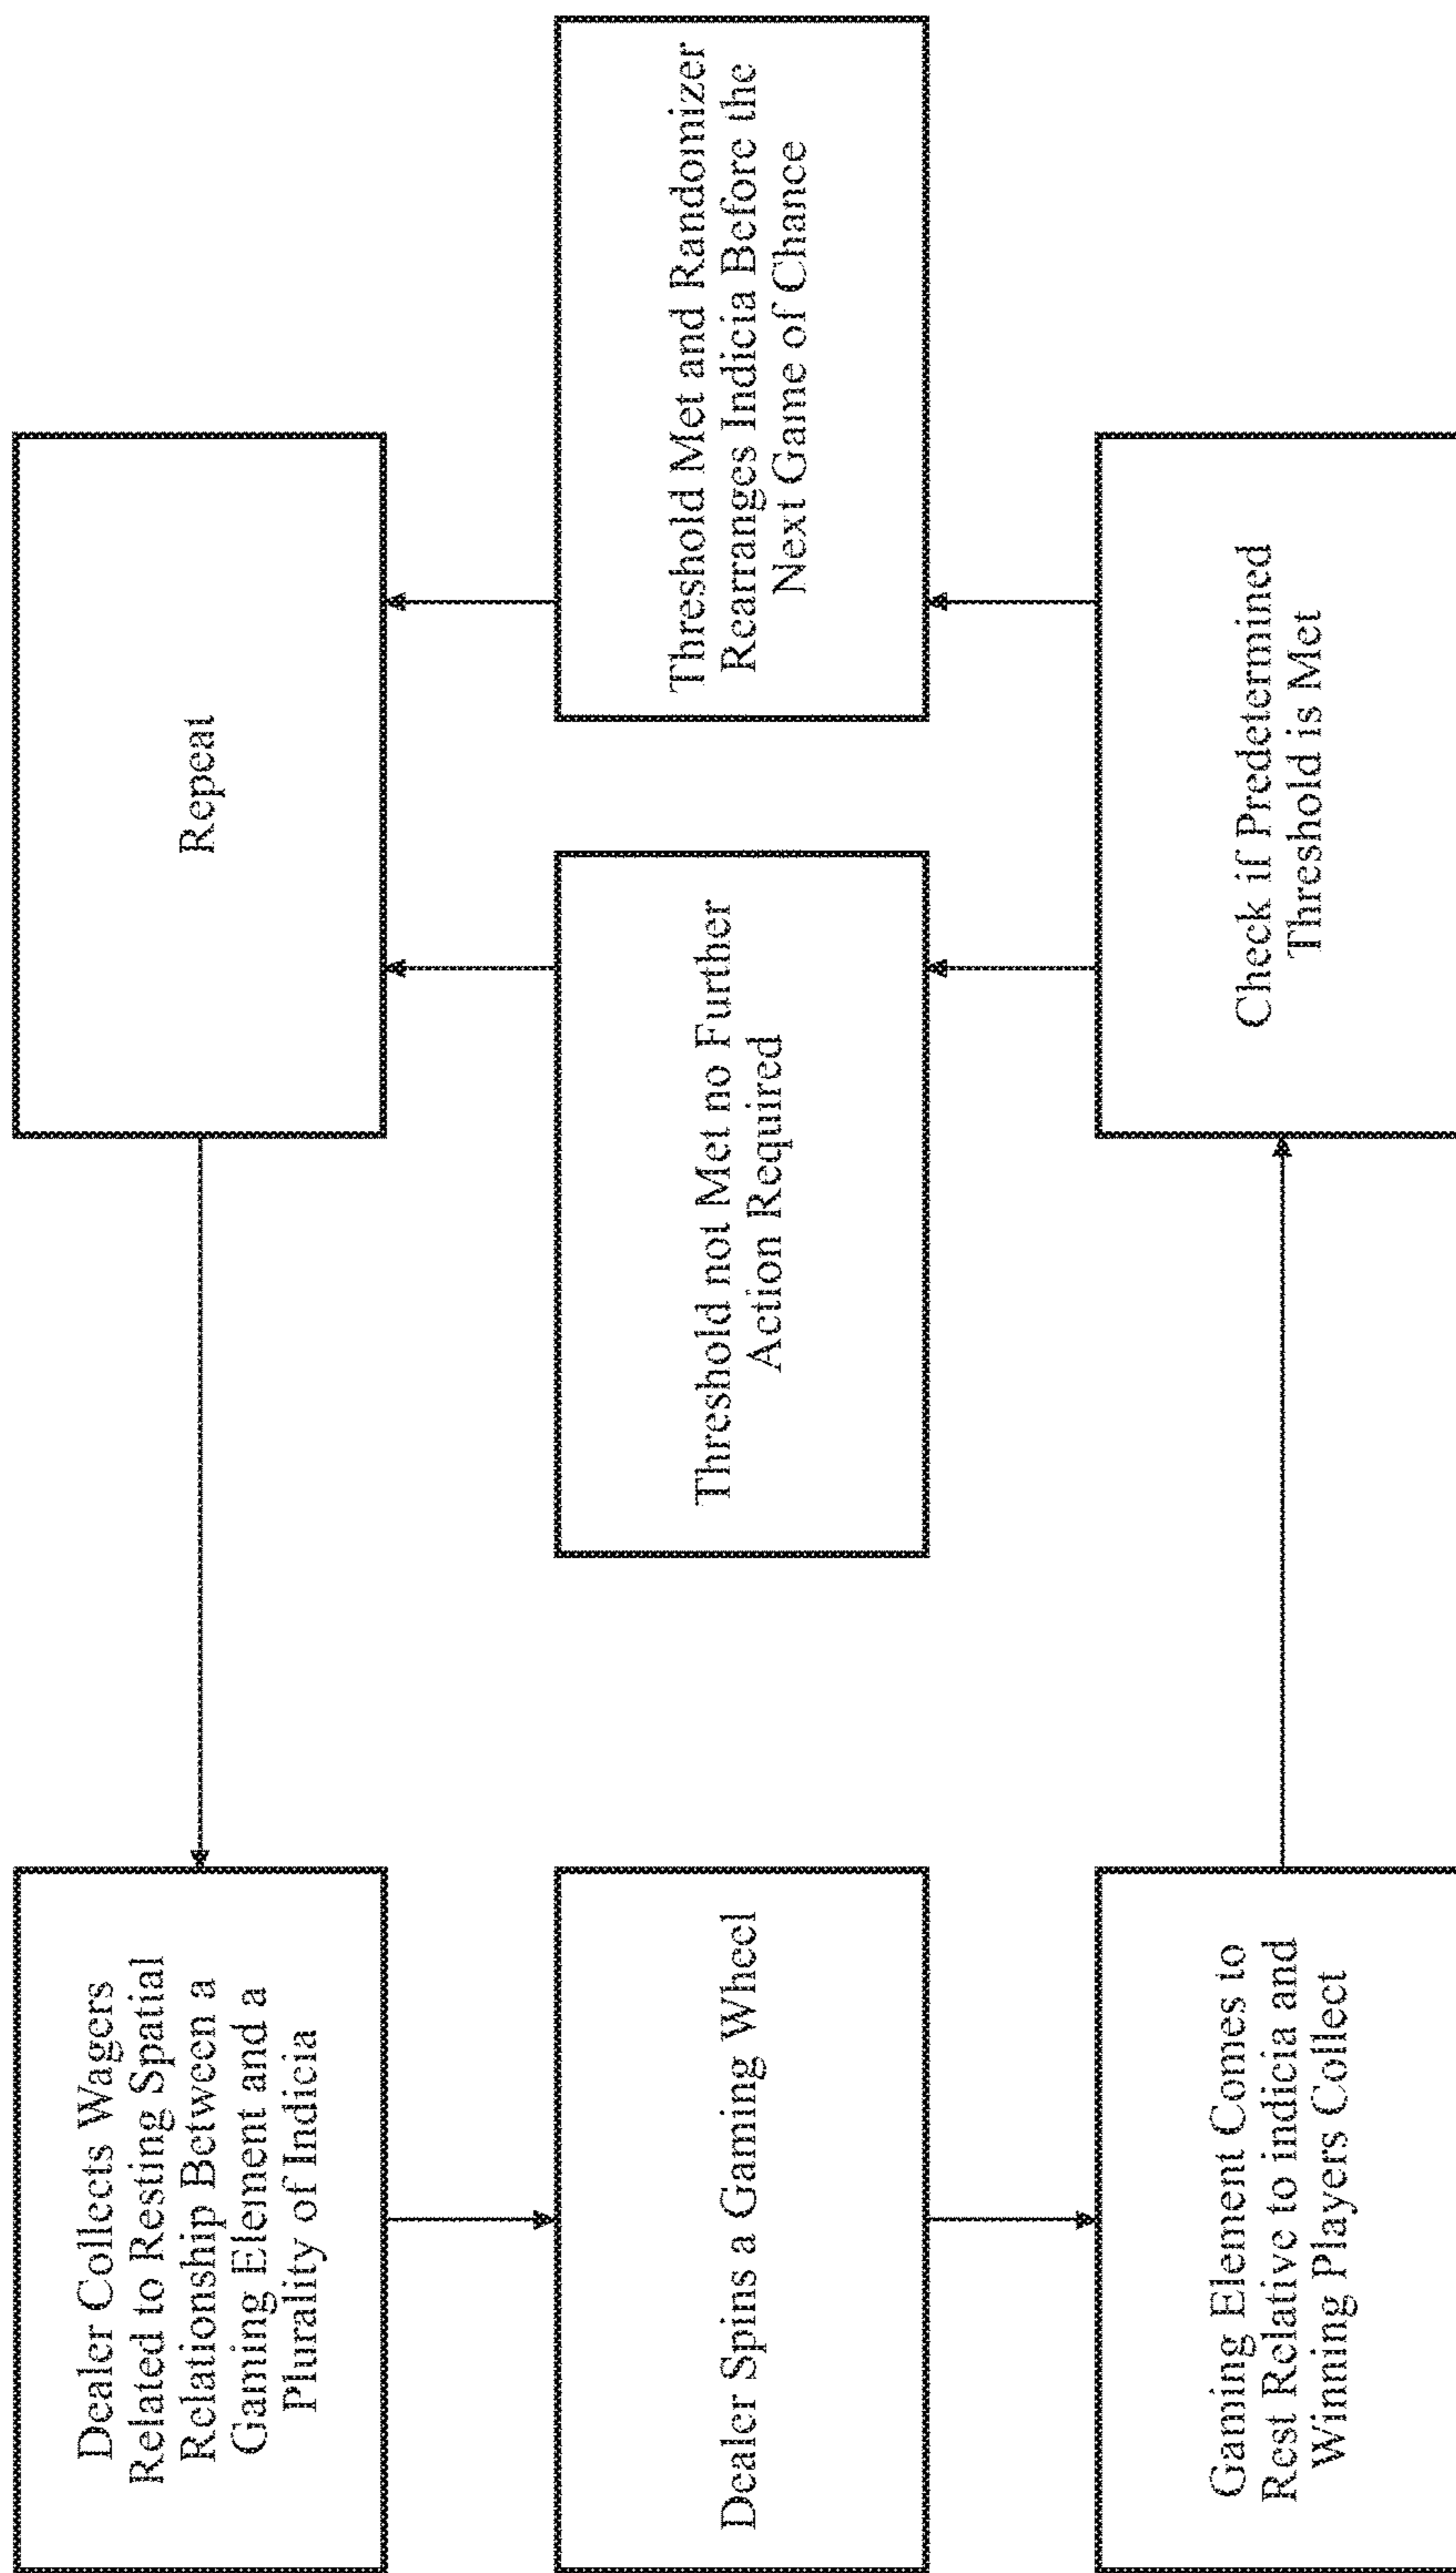 Dealer Collects Wagers
Related to Resting Spatial
Relationship Between a
Gaming Element and a
Plurality of Indicia
Dealer Spins a Gaming Wheel
Gaming Element Comes to
Rest Relative to indicia and
Winning Players Collect
Check if Predetermined
Threshold is Met
Threshold not Met no Further
Action Required
Threshold Met and Randomizer
Rearranges Indicia Before the
Next Game of Chance
Repeat